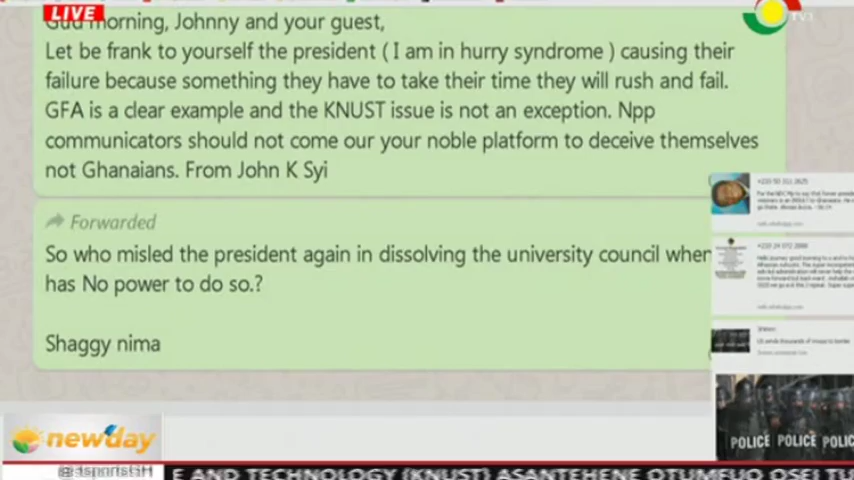 LIVE
TV3
Gud morning, Johnny and your guest,
Let be frank to yourself the president ( I am in hurry syndrome ) causing their
failure because something they have to take their time they will rush and fail.
GFA is a clear example and the KNUST issue is not an exception. Npp
communicators should not come our your noble platform to deceive themselves
not Ghanaians. From John K Syi
Forwarded
So who misled the president again in dissolving the university council when
has No power to do so.?
Shaggy nima
POLICE POLICE POLIC
newday
E AND TECHNOLOGY (KNUST) ASANTEHENE OTUMFUO OSEI TU